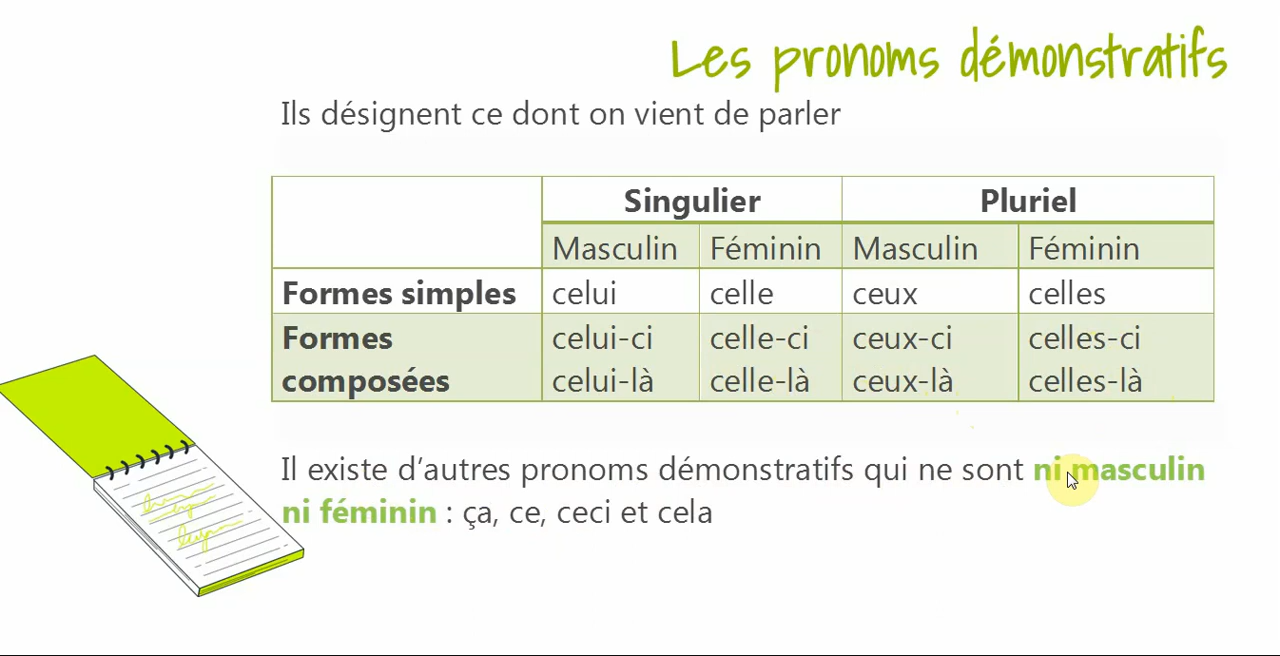 Les pronoms démonstratifs
Ils désignent ce dont on vient de parler
Singulier Pluriel
Masculin Féminin Masculin Féminin
Formes simples celui celle ceux celles
Formes celui-ci celle-ci ceux-ci celles-ci
composées celui-là celle-là ceux-là celles-là
Il existe d’autres pronoms démonstratifs qui ne sont ni masculin
ni féminin : ça, ce, ceci et cela